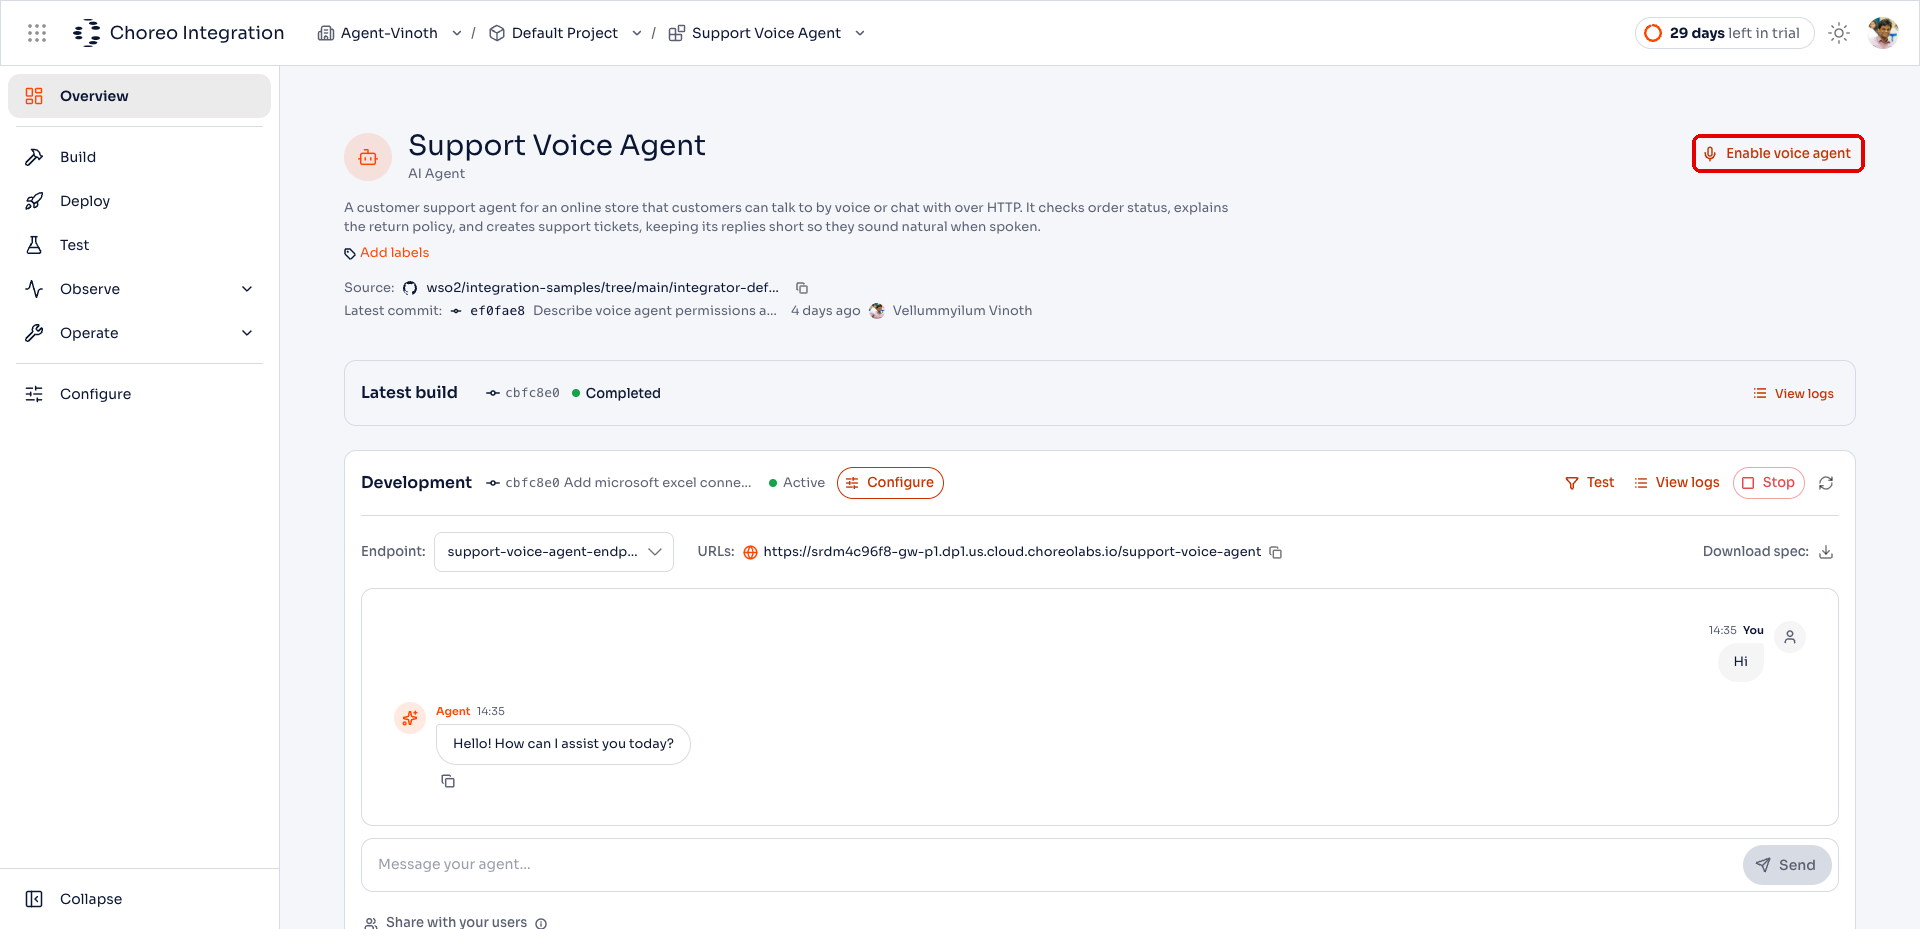 Choreo Integration Agent-Vinoth / Default Project / Support Voice Agent 29 days left in trial
Overview
Build
Deploy
Test
Observe
Operate
Configure
Collapse
Support Voice Agent
AI Agent
Enable voice agent
A customer support agent for an online store that customers can talk to by voice or chat with over HTTP. It checks order status, explains
the return policy, and creates support tickets, keeping its replies short so they sound natural when spoken.
Add labels
Source: wso2/integration-samples/tree/main/integrator-def...
Latest commit: ef0fae8 Describe voice agent permissions a... 4 days ago Vellummyilum Vinoth
Latest build cbfc8e0 Completed View logs
Development cbfc8e0 Add microsoft excel conne... Active Configure Test View logs Stop
Endpoint: support-voice-agent-endp... URLs: https://srdm4c96f8-gw-p1.dp1.us.cloud.choreolabs.io/support-voice-agent Download spec:
14:35 You
Hi
Agent 14:35
Hello! How can I assist you today?
Message your agent... Send
Share with your users